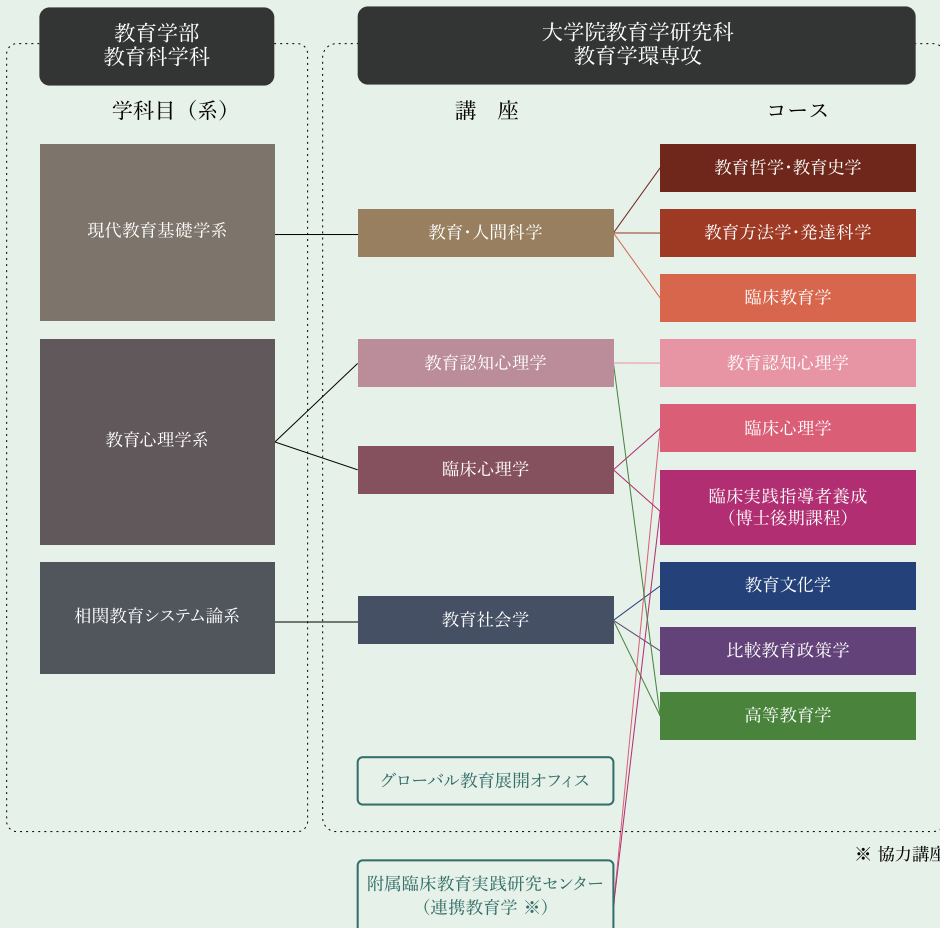 教育学部
教育科学科
大学院教育学研究科
教育学環専攻
学科目（系）
講　座
コース
現代教育基礎学系
教育・人間科学
教育哲学・教育史学
教育方法学・発達科学
臨床教育学
教育心理学系
教育認知心理学
教育認知心理学
臨床心理学
臨床心理学
臨床実践指導者養成
（博士後期課程）
相関教育システム論系
教育社会学
教育文化学
比較教育政策学
高等教育学
グローバル教育展開オフィス
※ 協力講座
附属臨床教育実践研究センター
（連携教育学 ※）